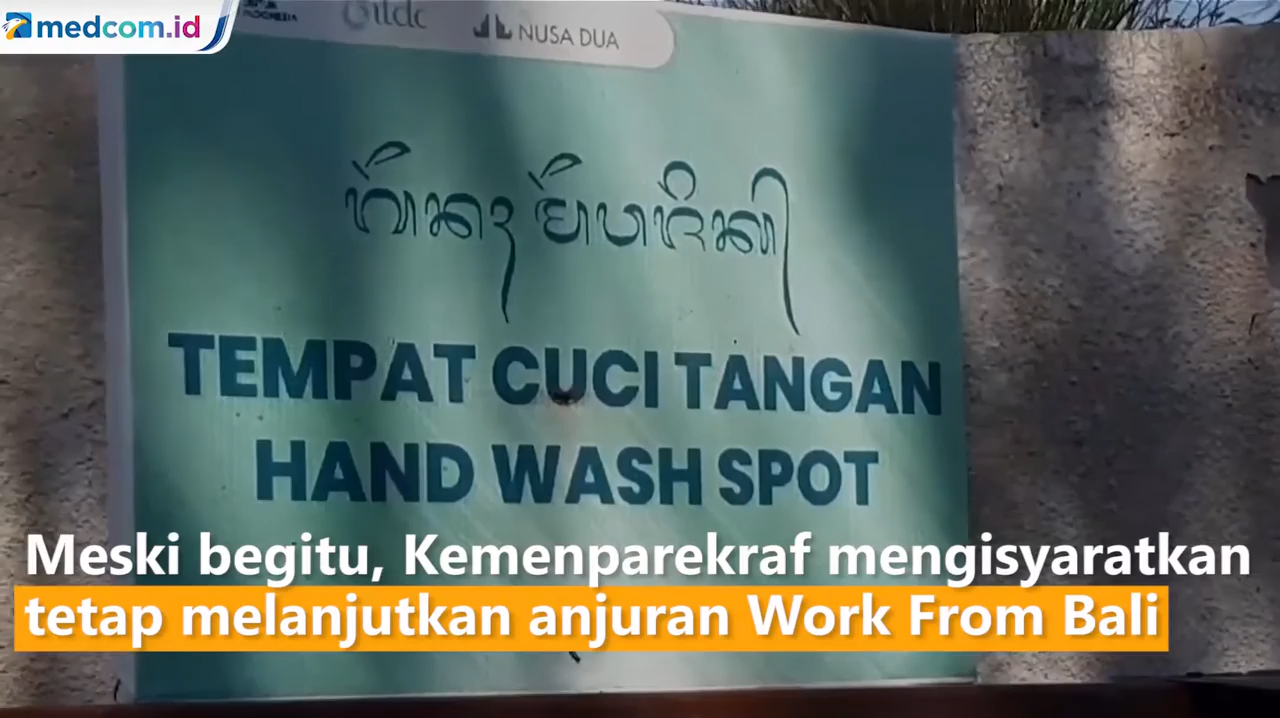 medcom.id
INDONESIA
itdc
NUSA DUA
TEMPAT CUCI TANGAN
HAND WASH SPOT
Meski begitu, Kemenparekraf mengisyaratkan
tetap melanjutkan anjuran Work From Bali